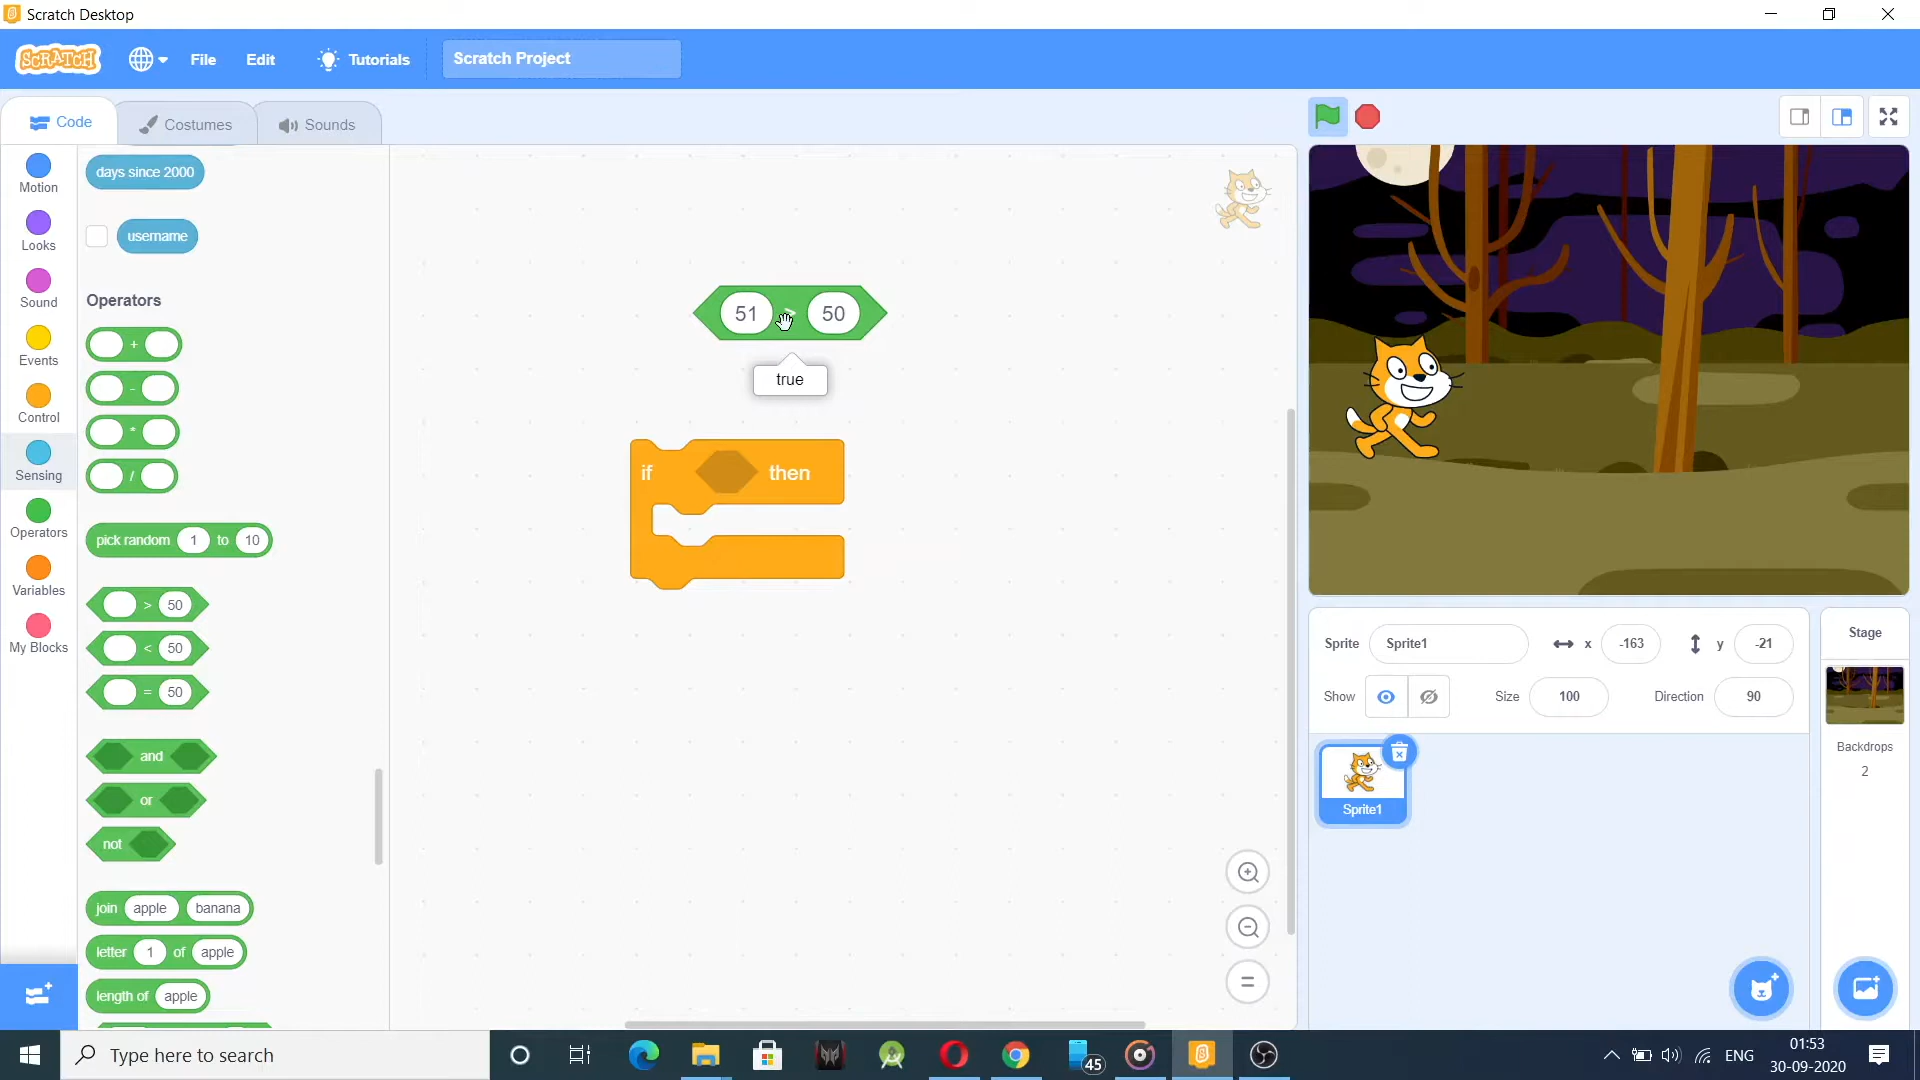 Scratch Desktop
SCRATCH
File
Edit
Tutorials
Scratch Project
Code
Costumes
Sounds
Motion
Looks
Sound
Events
Control
Sensing
Operators
Variables
My Blocks
days since 2000
username
Operators
+
-
*
/
pick random 1 to 10
> 50
< 50
= 50
and
or
not
join apple banana
letter 1 of apple
length of apple
51 50
true
if then
Sprite
Sprite1
x
-163
y
-21
Show
Size
100
Direction
90
Sprite1
Stage
Backdrops
2
Type here to search
45
ENG
01:53
30-09-2020